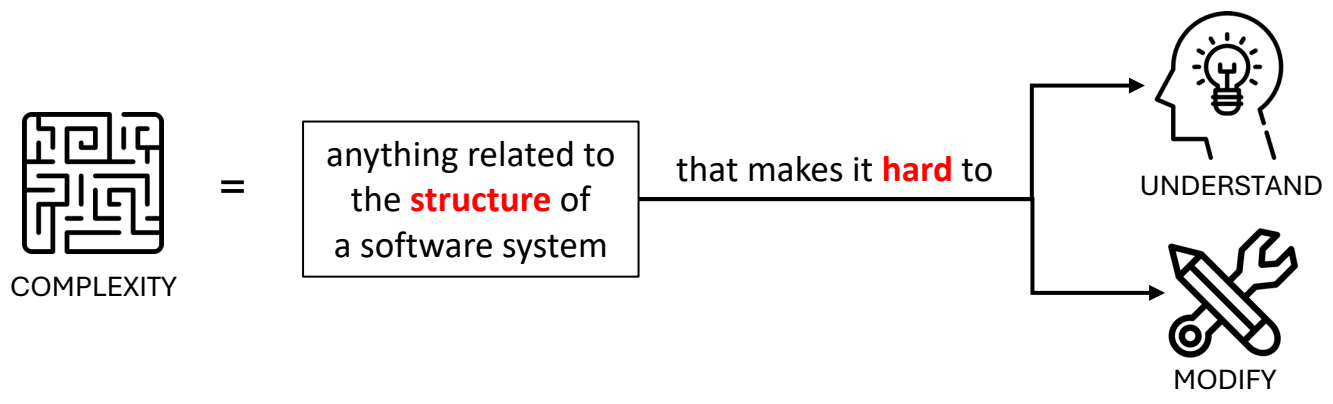 COMPLEXITY
=
anything related to
the structure of
a software system
that makes it hard to
UNDERSTAND
MODIFY